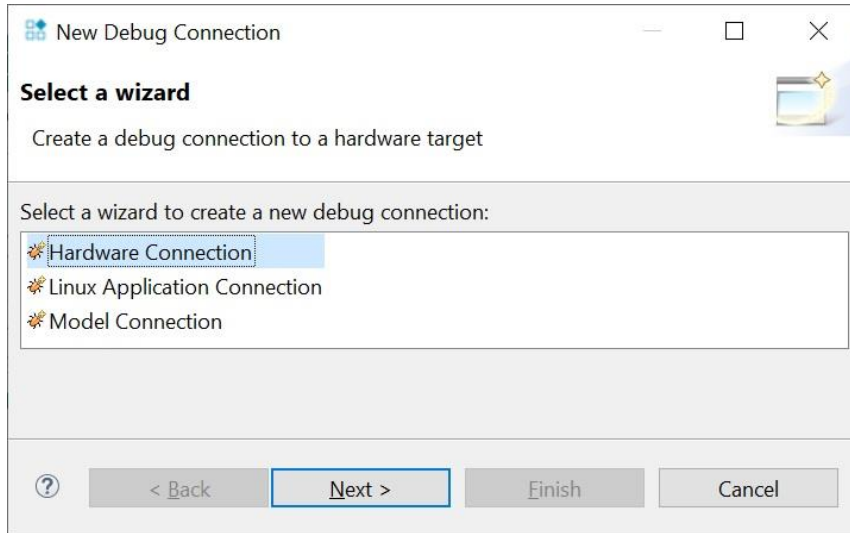 New Debug Connection
Select a wizard
Create a debug connection to a hardware target
Select a wizard to create a new debug connection:
Hardware Connection
Linux Application Connection
Model Connection
? < Back Next > Finish Cancel